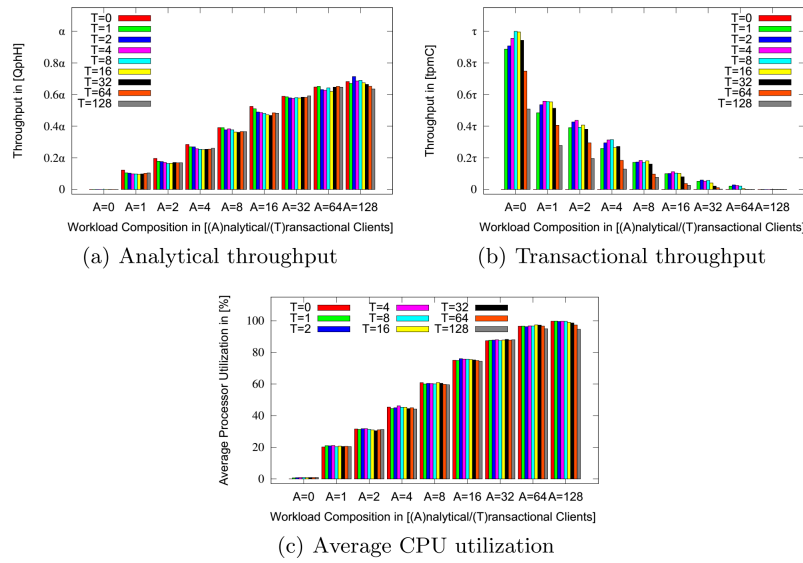 Throughput in [QphH]
α
0.8α
0.6α
0.4α
0.2α
0
T=0
T=1
T=2
T=4
T=8
T=16
T=32
T=64
T=128
A=0 A=1 A=2 A=4 A=8 A=16 A=32 A=64 A=128
Workload Composition in [(A)nalytical/(T)ransactional Clients]
(a) Analytical throughput
Throughput in [tpmC]
τ
0.8τ
0.6τ
0.4τ
0.2τ
0
T=0
T=1
T=2
T=4
T=8
T=16
T=32
T=64
T=128
A=0 A=1 A=2 A=4 A=8 A=16 A=32 A=64 A=128
Workload Composition in [(A)nalytical/(T)ransactional Clients]
(b) Transactional throughput
Average Processor Utilization in [%]
100
80
60
40
20
0
T=0 T=4 T=32
T=1 T=8 T=64
T=2 T=16 T=128
A=0 A=1 A=2 A=4 A=8 A=16 A=32 A=64 A=128
Workload Composition in [(A)nalytical/(T)ransactional Clients]
(c) Average CPU utilization